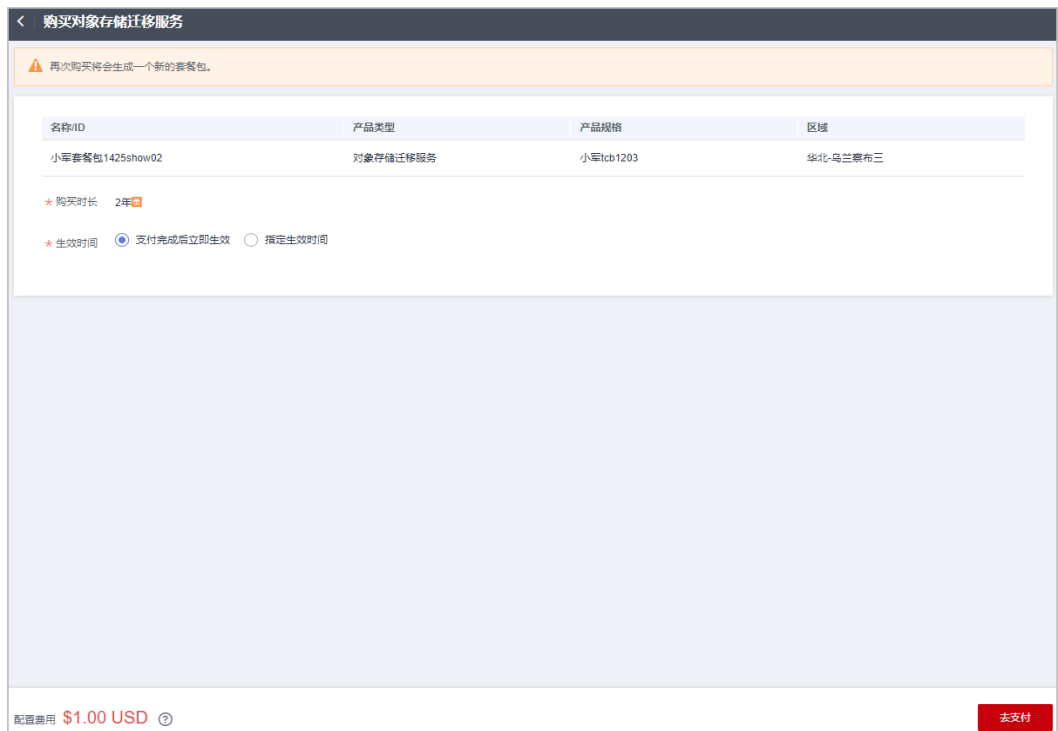 购买对象存储迁移服务
再次购买将会生成一个新的套餐包。
名称/ID 产品类型 产品规格 区域
小军套餐包1425show02 对象存储迁移服务 小军tcb1203 华北-乌兰察布三
* 购买时长 2年
* 生效时间 支付完成后立即生效 指定生效时间
配置费用 $1.00 USD ?
去支付